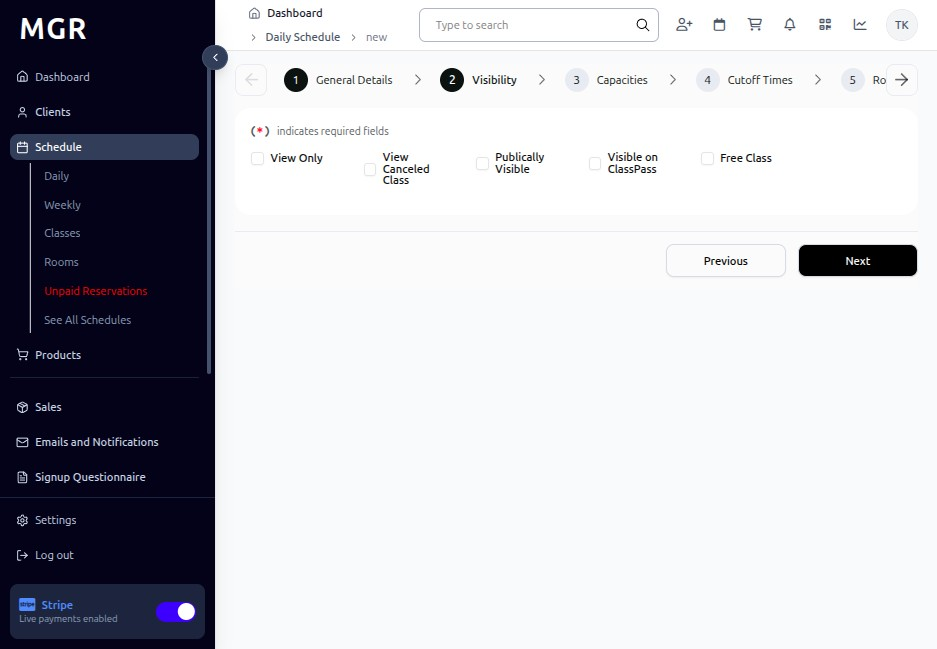 MGR
Dashboard
Clients
Schedule
Daily
Weekly
Classes
Rooms
Unpaid Reservations
See All Schedules
Products
Sales
Emails and Notifications
Signup Questionnaire
Settings
Log out
stripe Stripe
Live payments enabled
Dashboard
> Daily Schedule > new
Type to search
TK
1 General Details > 2 Visibility > 3 Capacities > 4 Cutoff Times > 5 Ro
(*) indicates required fields
View Only
View
Canceled
Class
Publically
Visible
Visible on
ClassPass
Free Class
Previous
Next